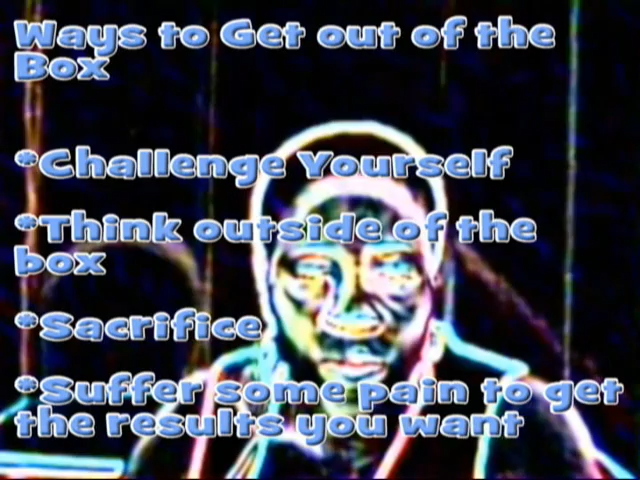 Ways to Get out of the
Box
*Challenge Yourself
*Think outside of the
box
*Sacrifice
*Suffer some pain to get
the results you want